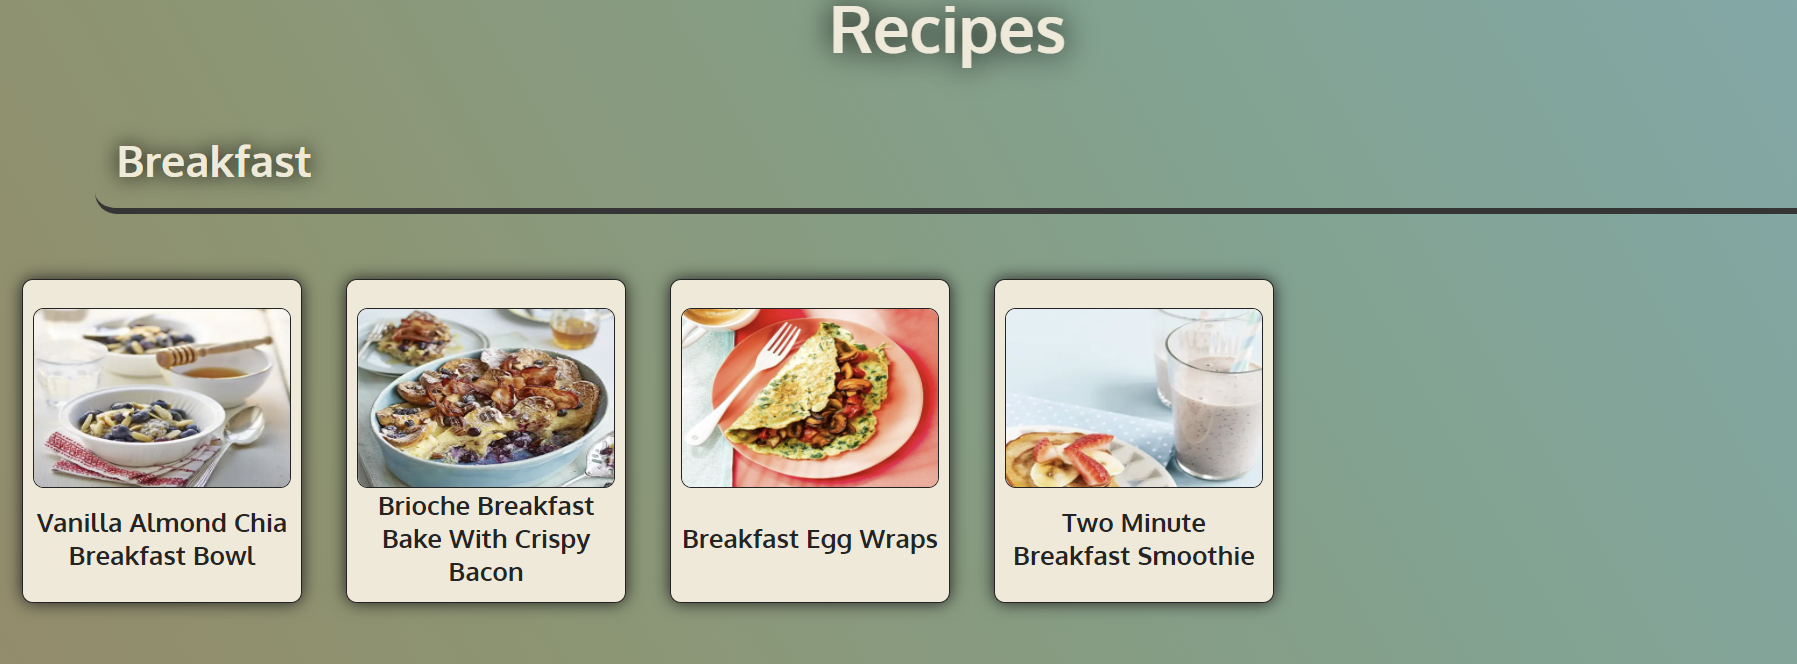 Recipes
Breakfast
Vanilla Almond Chia
Breakfast Bowl
Brioche Breakfast
Bake With Crispy
Bacon
Breakfast Egg Wraps
Two Minute
Breakfast Smoothie